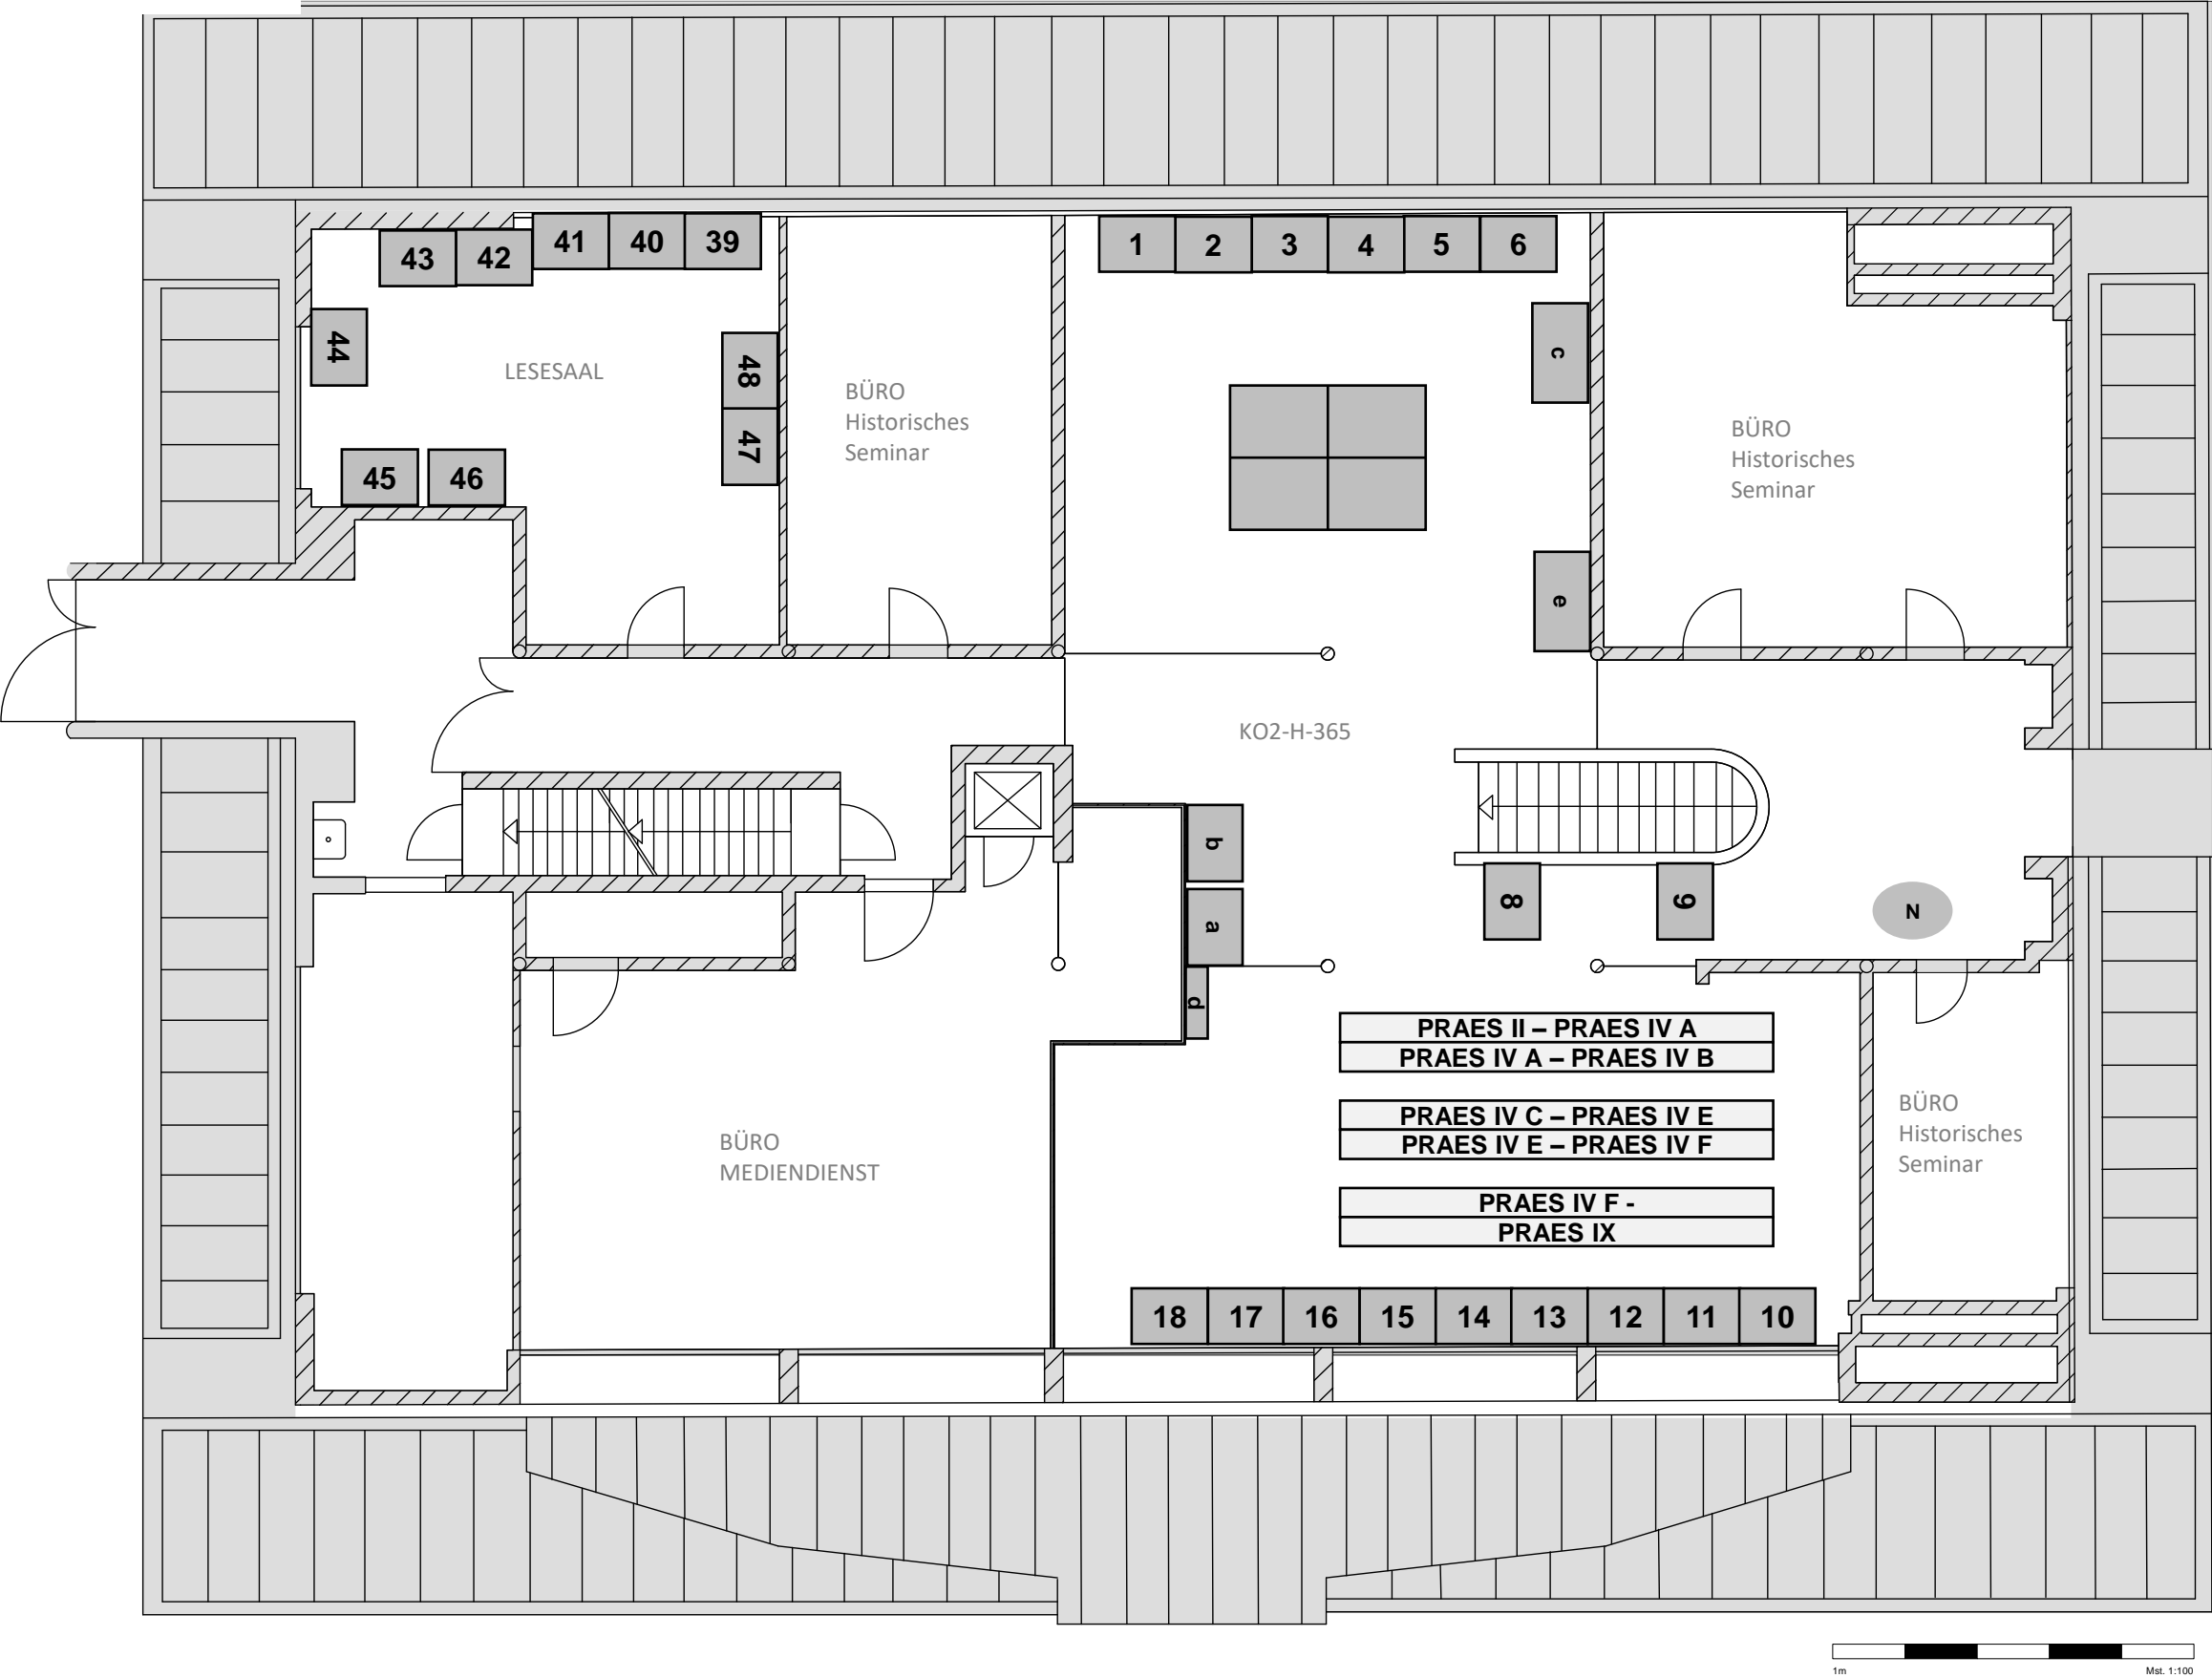 41 40 39
43 42
1 2 3 4 5 6
44
c
48
LESESAAL
BÜRO
Historisches
Seminar
BÜRO
Historisches
Seminar
47
45 46
e
KO2-H-365
b
a
8 9
N
d
PRAES II – PRAES IV A
PRAES IV A – PRAES IV B
PRAES IV C – PRAES IV E
PRAES IV E – PRAES IV F
PRAES IV F -
PRAES IX
BÜRO
Historisches
Seminar
BÜRO
MEDIENDIENST
18 17 16 15 14 13 12 11 10
1m Mst. 1:100